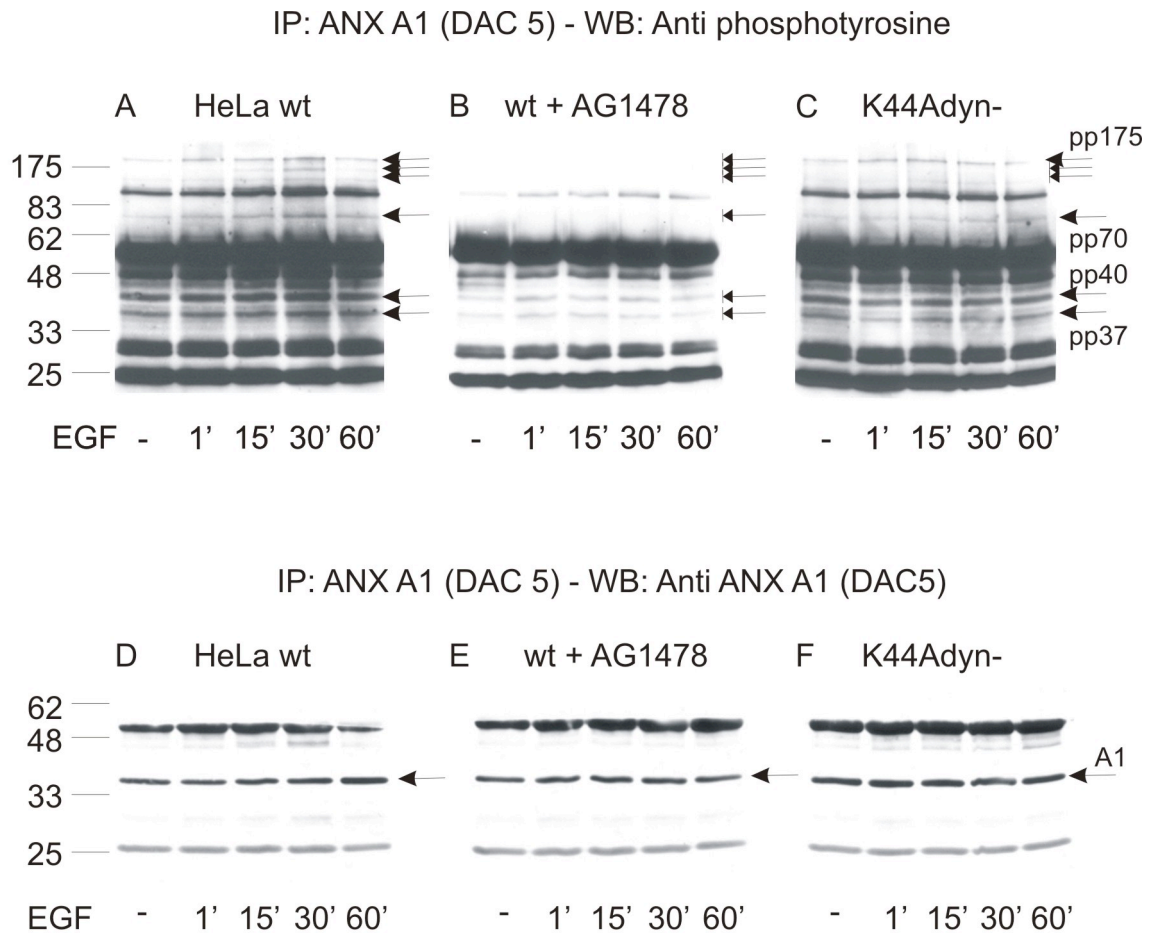 IP: ANX A1 (DAC 5) - WB: Anti phosphotyrosine
A HeLa wt
B wt + AG1478
C K44Adyn-
pp175
175
83
62
48
33
25
pp70
pp40
pp37
EGF - 1’ 15’ 30’ 60’
- 1’ 15’ 30’ 60’
- 1’ 15’ 30’ 60’
IP: ANX A1 (DAC 5) - WB: Anti ANX A1 (DAC5)
D HeLa wt
E wt + AG1478
F K44Adyn-
62
48
33
25
A1
EGF - 1’ 15’ 30’ 60’
- 1’ 15’ 30’ 60’
- 1’ 15’ 30’ 60’